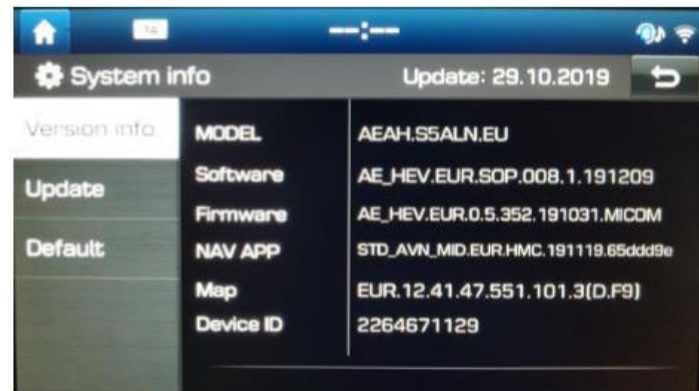 --:--
System info Update: 29.10.2019
Version info
Update
Default
MODEL AEAH.S5ALN.EU
Software AE_HEV.EUR.SOP.008.1.191209
Firmware AE_HEV.EUR.0.5.352.191031.MICOM
NAV APP STD_AVN_MID.EUR.HMC.191119.65ddd9e
Map EUR.12.41.47.551.101.3(D.F9)
Device ID 2264671129